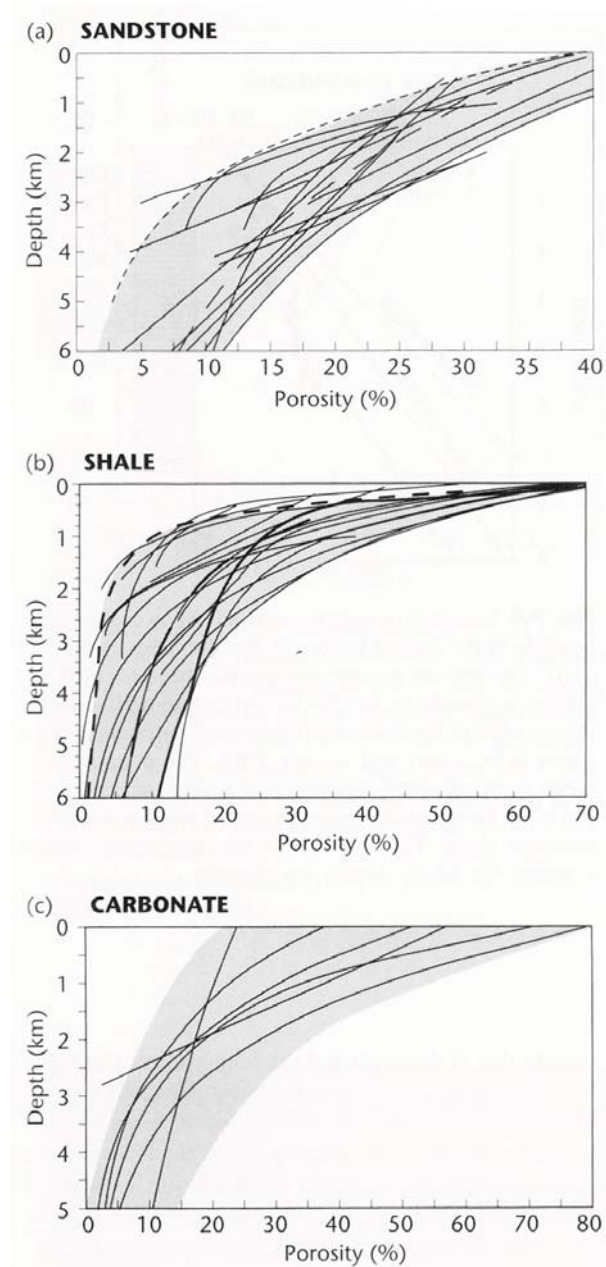 (a) SANDSTONE
0
1
2
3
4
5
6
Depth (km)
0 5 10 15 20 25 30 35 40
Porosity (%)
(b) SHALE
0
1
2
3
4
5
6
Depth (km)
0 10 20 30 40 50 60 70
Porosity (%)
(c) CARBONATE
0
1
2
3
4
5
Depth (km)
0 10 20 30 40 50 60 70 80
Porosity (%)